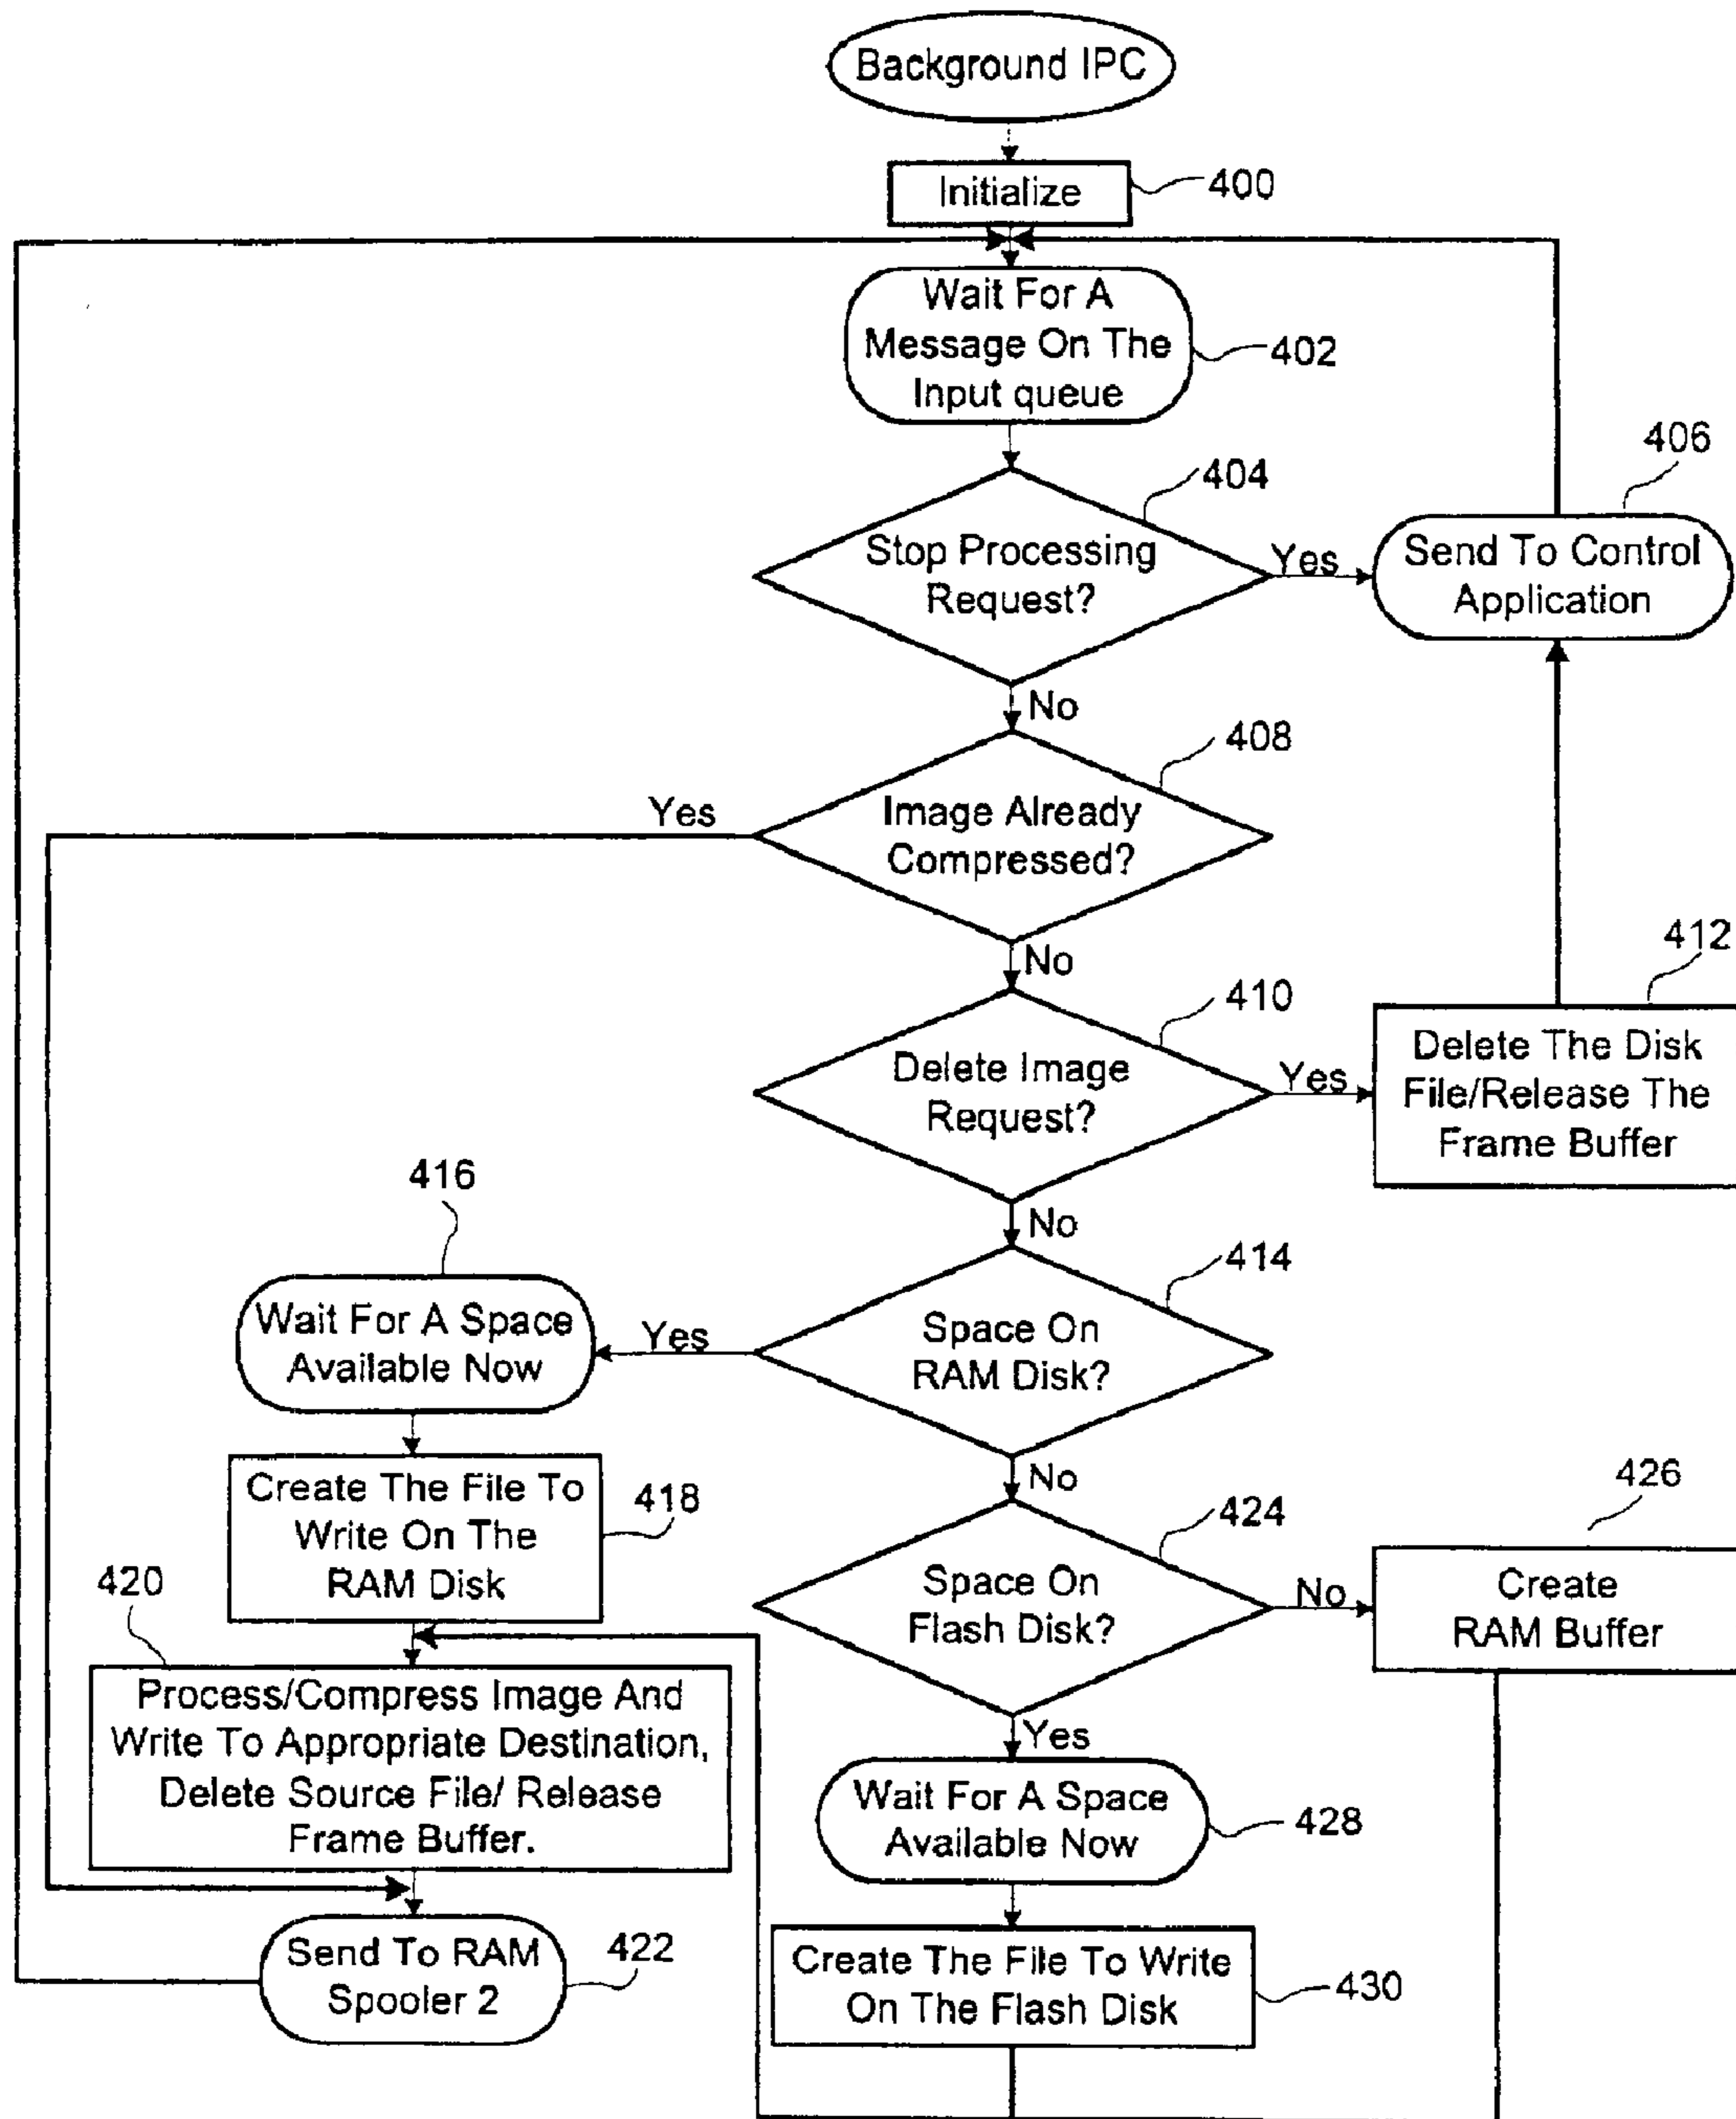 Background IPC
Initialize
400
Wait For A
Message On The
Input queue
402
404
Stop Processing
Request?
Yes
406
Send To Control
Application
No
408
Image Already
Compressed?
Yes
No
410
Delete Image
Request?
Yes
412
Delete The Disk
File/Release The
Frame Buffer
No
414
Space On
RAM Disk?
Yes
416
Wait For A Space
Available Now
Create The File To
Write On The
RAM Disk
418
No
424
Space On
Flash Disk?
No
426
Create
RAM Buffer
420
Process/Compress Image And
Write To Appropriate Destination,
Delete Source File/ Release
Frame Buffer.
Yes
Wait For A Space
Available Now
428
Send To RAM
Spooler 2
422
Create The File To Write
On The Flash Disk
430